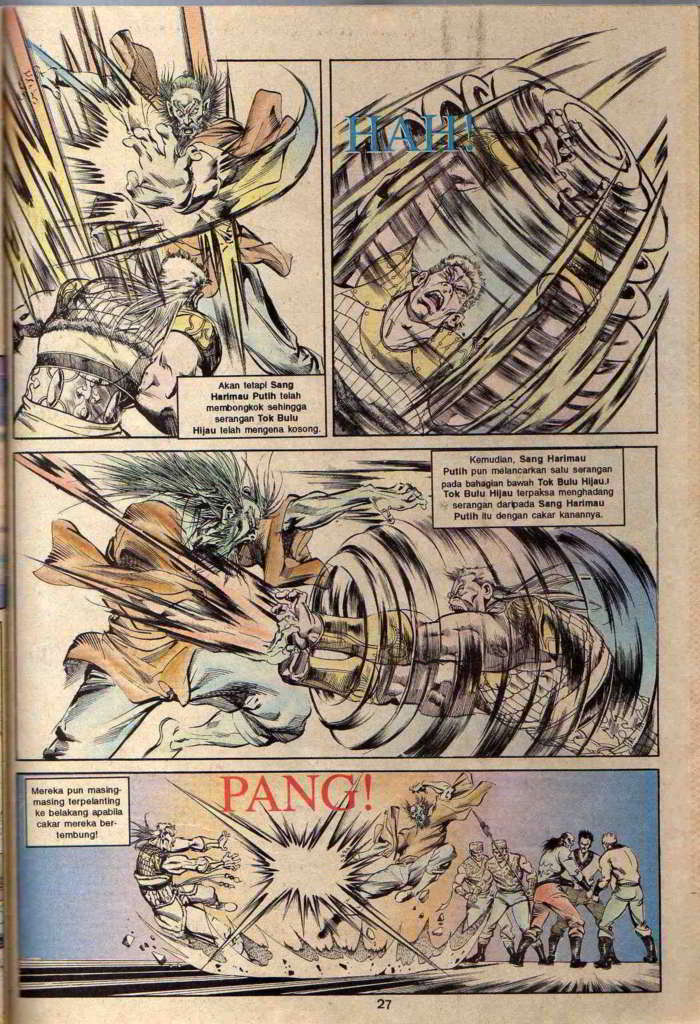 Akan tetapi Sang
Harimau Putih telah
membongkok sehingga
serangan Tok Bulu
Hijau telah mengena kosong.
HAH!
Kemudian, Sang Harimau
Putih pun melancarkan satu serangan
pada bahagian bawah Tok Bulu Hijau.
Tok Bulu Hijau terpaksa menghadang
serangan daripada Sang Harimau
Putih itu dengan cakar kanannya.
Mereka pun masing-
masing terpelanting
ke belakang apabila
cakar mereka ber-
tembung!
PANG!
27